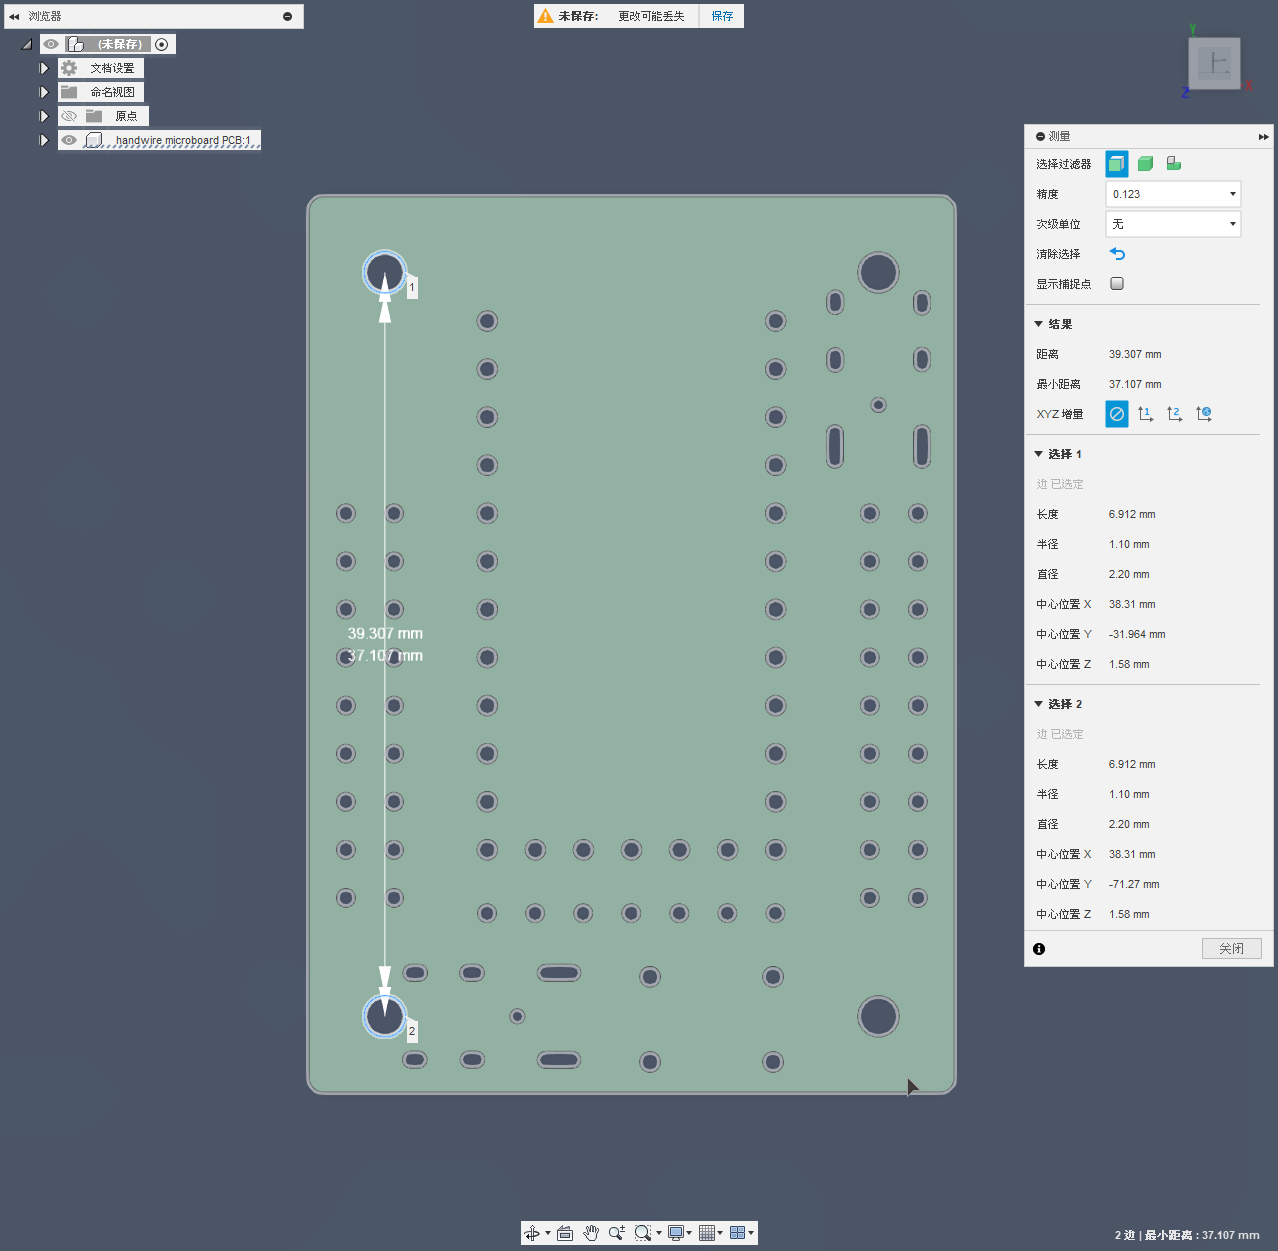 浏览器
未保存: 更改可能丢失 保存
(未保存)
文档设置
命名视图
原点
handwire microboard PCB:1
Y
上
Z
X
1
39.307 mm
37.107 mm
2
测量
选择过滤器
精度 0.123
次级单位 无
清除选择
显示捕捉点
结果
距离 39.307 mm
最小距离 37.107 mm
XYZ 增量 1 2
选择 1
边 已选定
长度 6.912 mm
半径 1.10 mm
直径 2.20 mm
中心位置 X 38.31 mm
中心位置 Y -31.964 mm
中心位置 Z 1.58 mm
选择 2
边 已选定
长度 6.912 mm
半径 1.10 mm
直径 2.20 mm
中心位置 X 38.31 mm
中心位置 Y -71.27 mm
中心位置 Z 1.58 mm
关闭
2 边 | 最小距离 : 37.107 mm